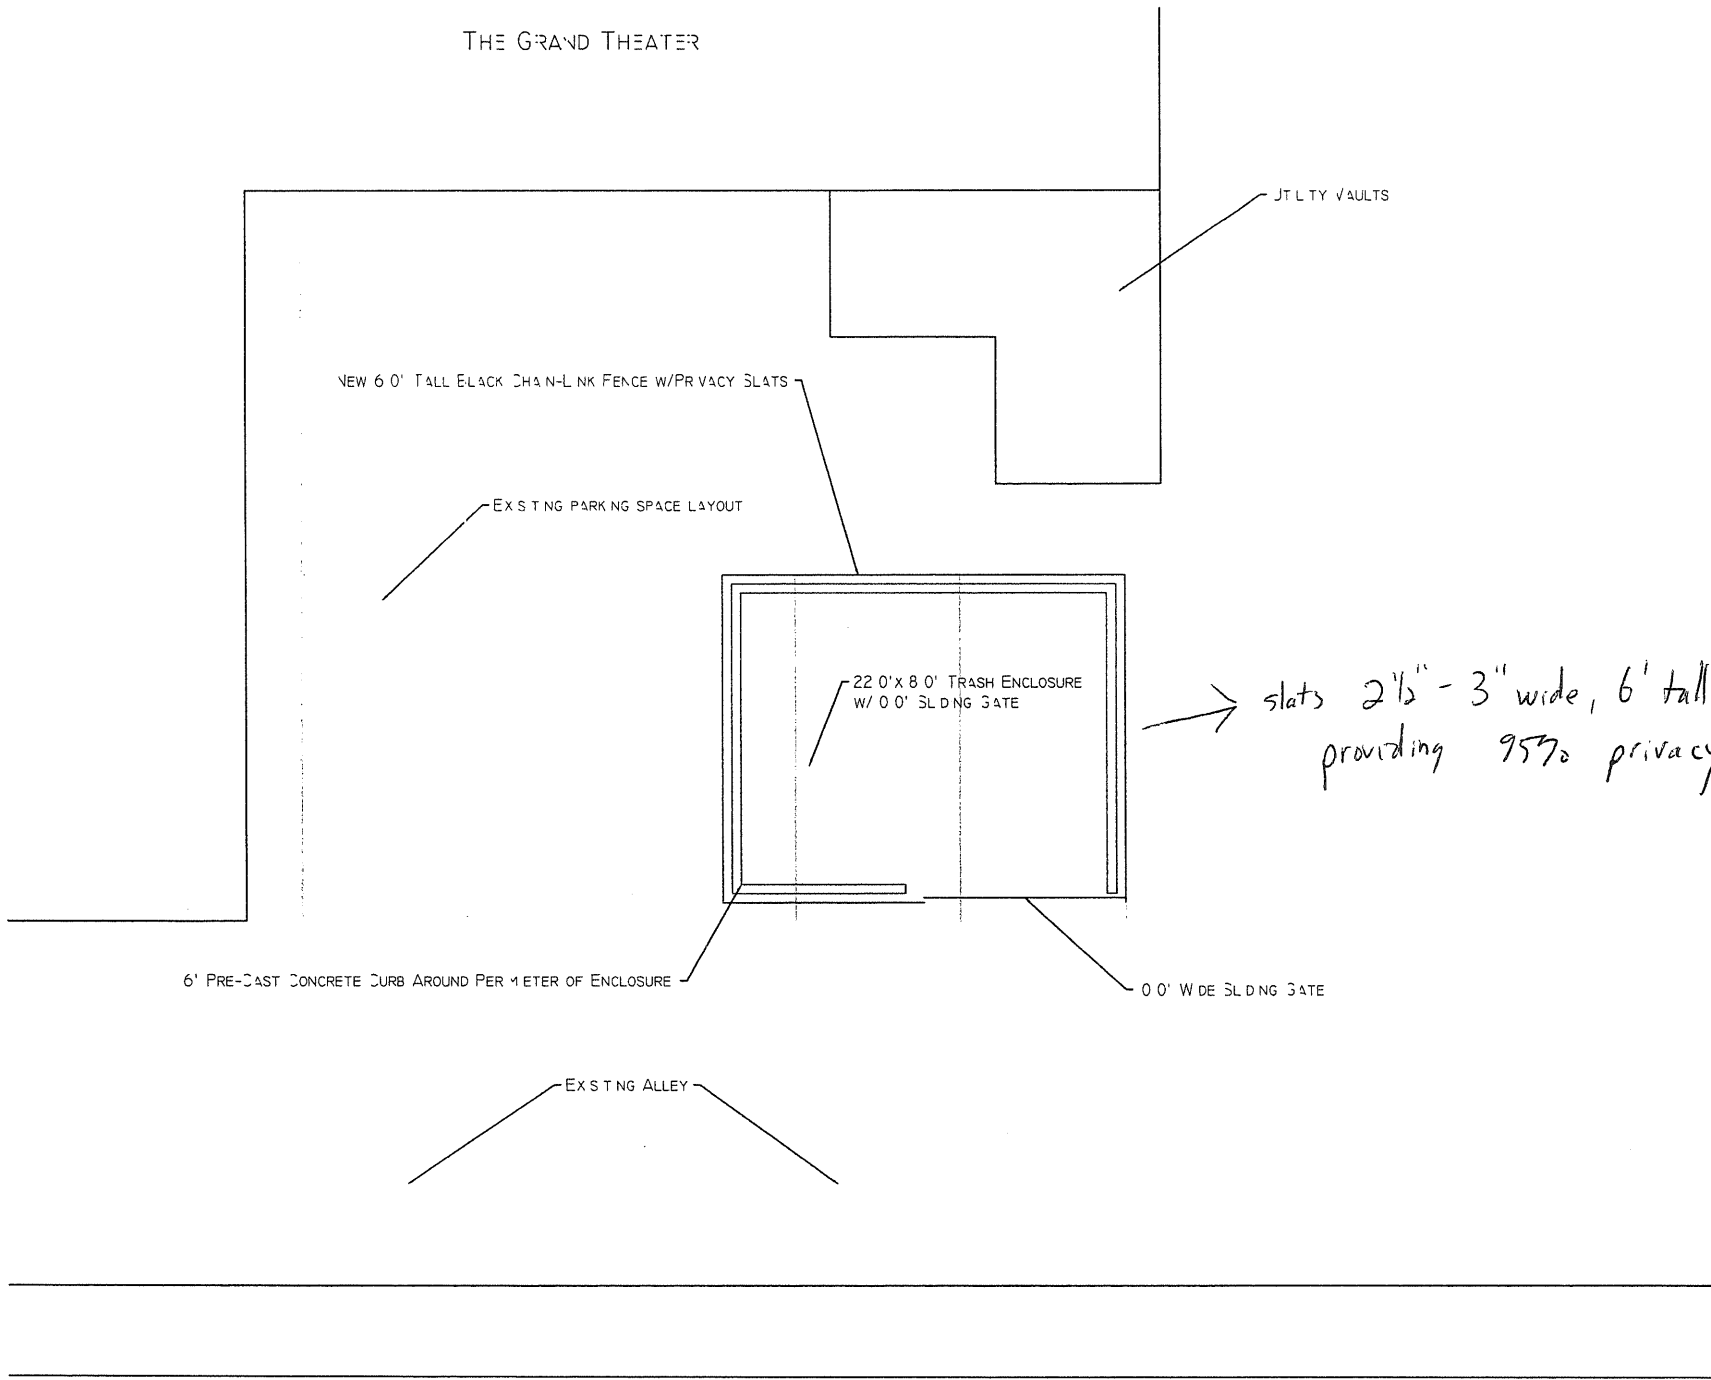 THE GRAND THEATER
UTILITY VAULTS
NEW 6.0' TALL BLACK CHAIN-LINK FENCE W/PRIVACY SLATS
EXISTING PARKING SPACE LAYOUT
22.0' X 8.0' TRASH ENCLOSURE
W/ 0.0' SLIDING GATE
slats 2½" - 3" wide, 6' tall
providing 95% privacy
6" PRE-CAST CONCRETE CURB AROUND PERIMETER OF ENCLOSURE
0.0' WIDE SLIDING GATE
EXISTING ALLEY